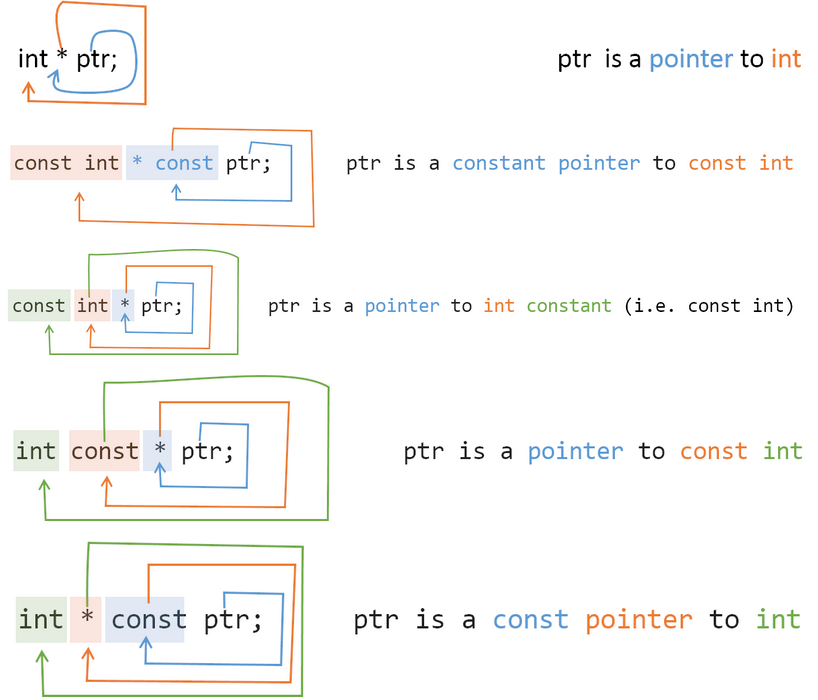 int * ptr; ptr is a pointer to int
const int * const ptr; ptr is a constant pointer to const int
const int * ptr; ptr is a pointer to int constant (i.e. const int)
int const * ptr; ptr is a pointer to const int
int * const ptr; ptr is a const pointer to int